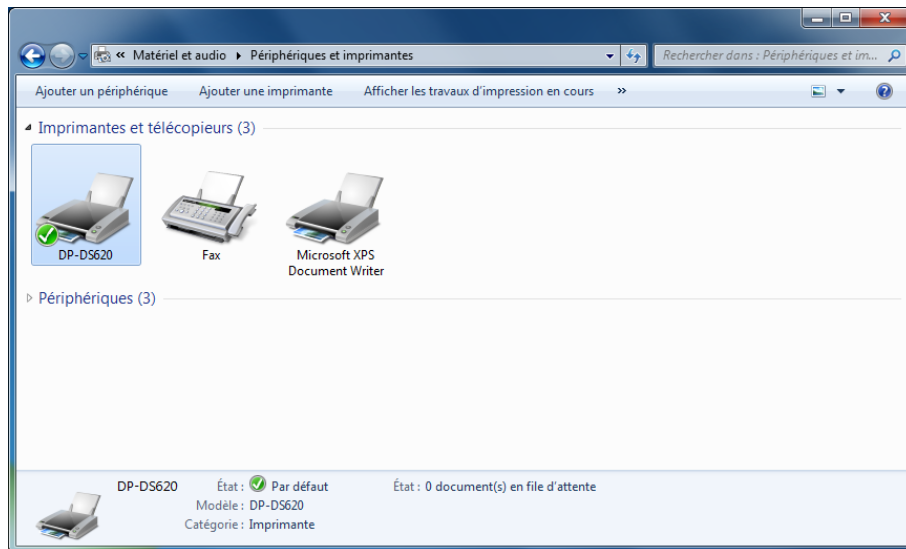 « Matériel et audio ▸ Périphériques et imprimantes
Rechercher dans : Périphériques et im...
Ajouter un périphérique Ajouter une imprimante Afficher les travaux d'impression en cours »
Imprimantes et télécopieurs (3)
DP-DS620
Fax
Microsoft XPS
Document Writer
Périphériques (3)
DP-DS620 État : Par défaut État : 0 document(s) en file d'attente
Modèle : DP-DS620
Catégorie : Imprimante